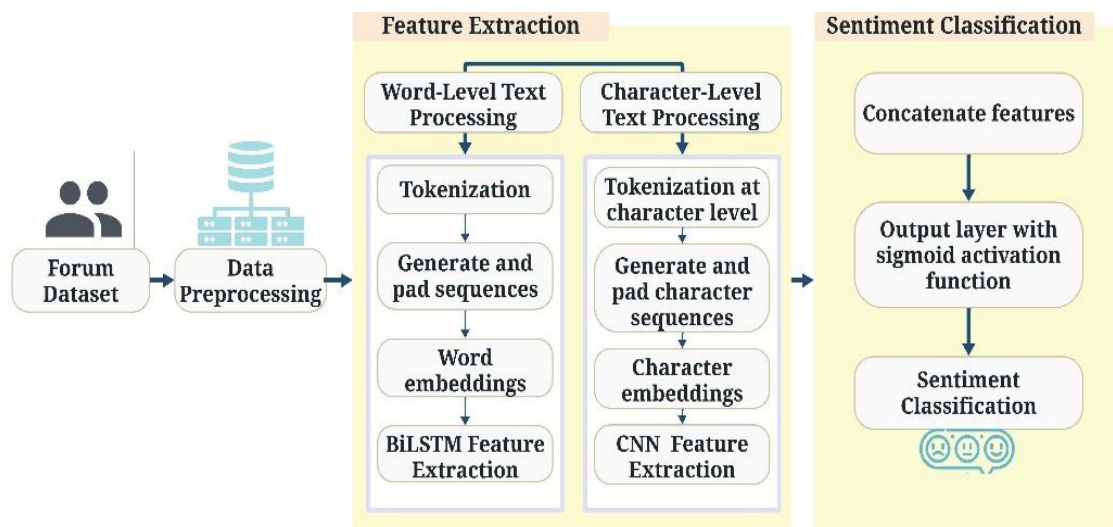 Feature Extraction
Sentiment Classification
Word-Level Text
Processing
Character-Level
Text Processing
Forum
Dataset
Data
Preprocessing
Tokenization
Generate and
pad sequences
Word
embeddings
BiLSTM Feature
Extraction
Tokenization at
character level
Generate and
pad character
sequences
Character
embeddings
CNN Feature
Extraction
Concatenate features
Output layer with
sigmoid activation
function
Sentiment
Classification